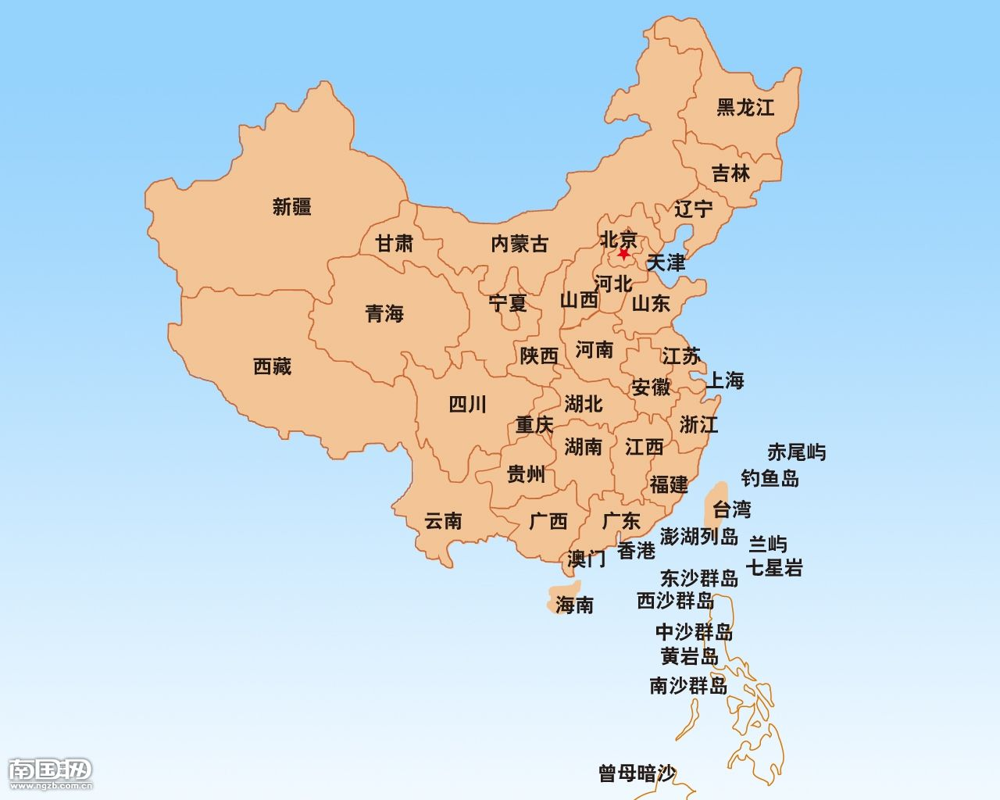 黑龙江
吉林
新疆
辽宁
甘肃
内蒙古
北京
天津
河北
宁夏
山西
山东
青海
河南
陕西
江苏
西藏
上海
安徽
四川
湖北
重庆
浙江
湖南
江西
赤尾屿
贵州
钓鱼岛
福建
台湾
云南
广西
广东
澎湖列岛
兰屿
香港
澳门
七星岩
东沙群岛
西沙群岛
海南
中沙群岛
黄岩岛
南沙群岛
曾母暗沙
南国早报网
www.ngzb.com.cn